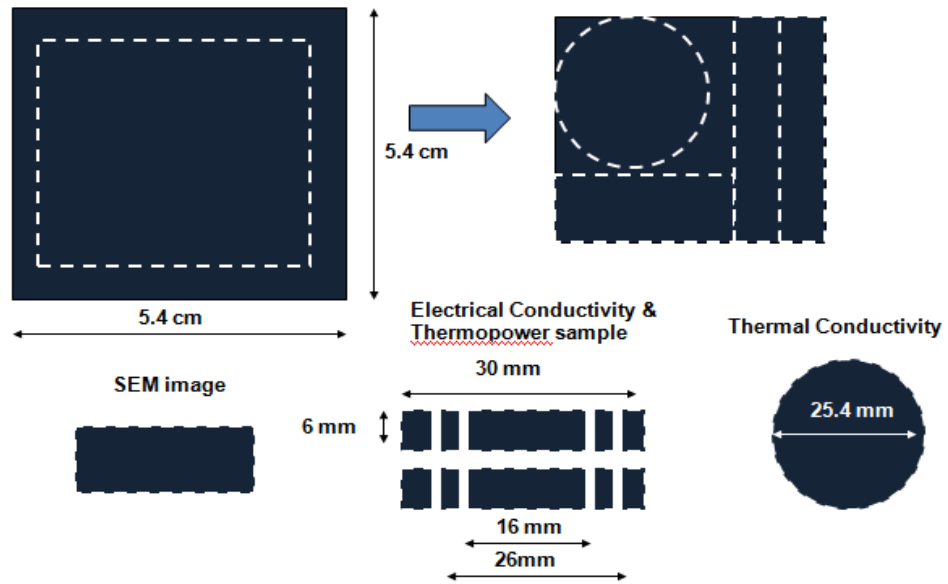 5.4 cm
5.4 cm
Electrical Conductivity &
Thermopower sample
Thermal Conductivity
SEM image
30 mm
6 mm
25.4 mm
16 mm
26mm